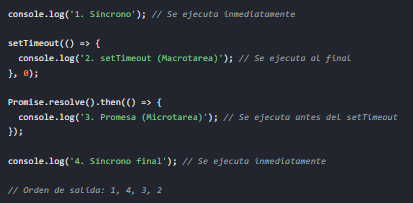 console.log('1. Síncrono'); // Se ejecuta inmediatamente
setTimeout(() => {
  console.log('2. setTimeout (Macrotarea)'); // Se ejecuta al final
}, 0);
Promise.resolve().then(() => {
  console.log('3. Promesa (Microtarea)'); // Se ejecuta antes del setTimeout
});
console.log('4. Síncrono final'); // Se ejecuta inmediatamente
// Orden de salida: 1, 4, 3, 2